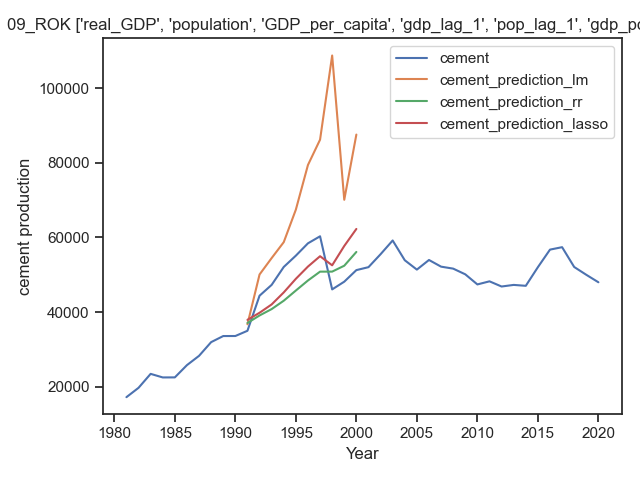 09_ROK ['real_GDP', 'population', 'GDP_per_capita', 'gdp_lag_1', 'pop_lag_1', 'gdp_po
cement
cement_prediction_lm
cement_prediction_rr
cement_prediction_lasso
cement production
100000
80000
60000
40000
20000
1980 1985 1990 1995 2000 2005 2010 2015 2020
Year